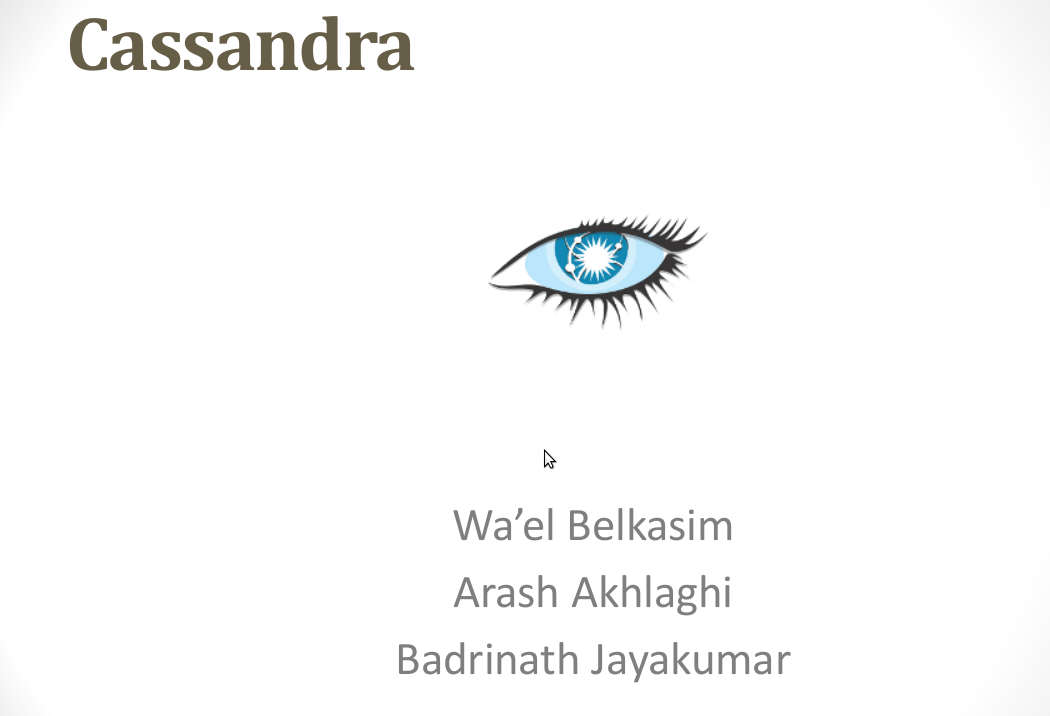 Cassandra
Wa’el Belkasim
Arash Akhlaghi
Badrinath Jayakumar